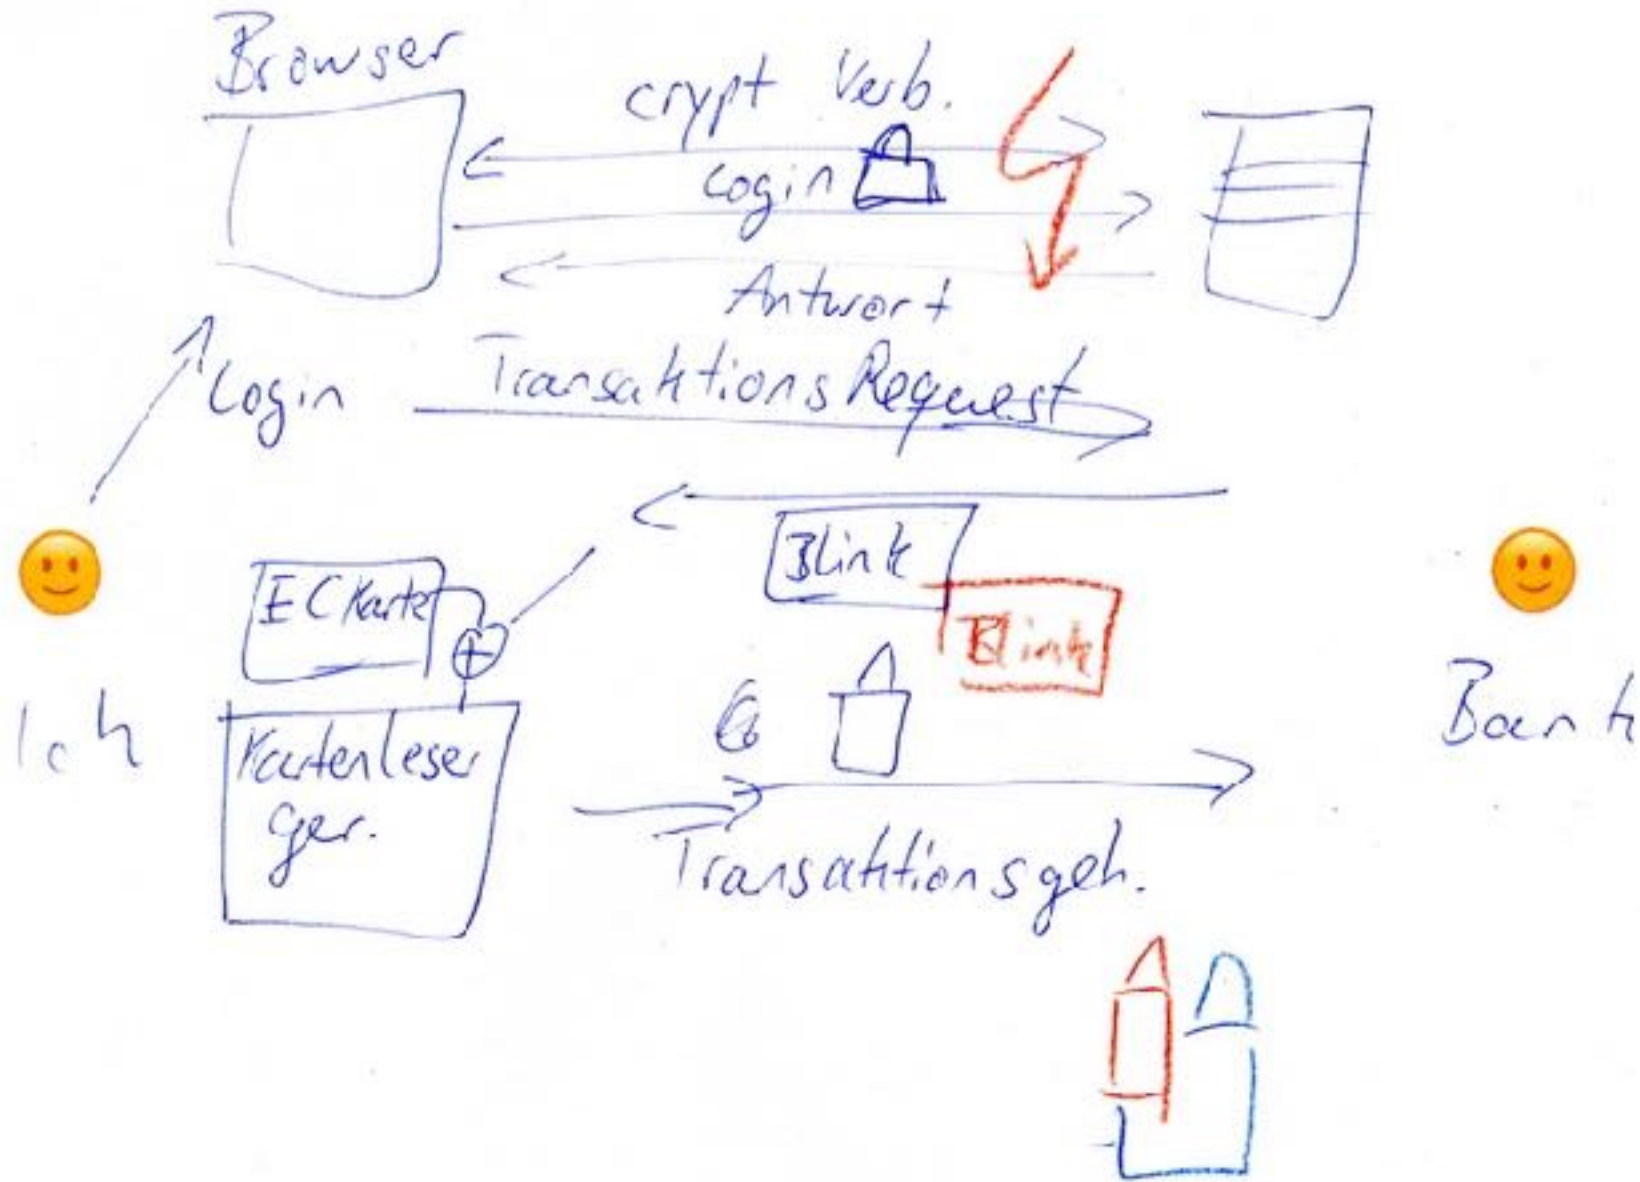 Browser
crypt Verb.
Login
Antwort
Login
Transaktions Request
Blink
EC Karte
Blink
Ich
Bank
Kartenleser
ger.
Transaktionsgeh.